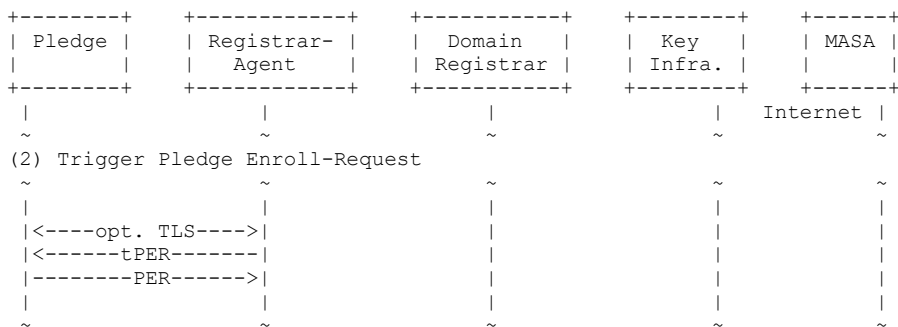 Pledge Registrar- Domain Key MASA
Agent Registrar Infra.
Internet
(2) Trigger Pledge Enroll-Request
<----opt. TLS---->
<------tPER-------
--------PER------>